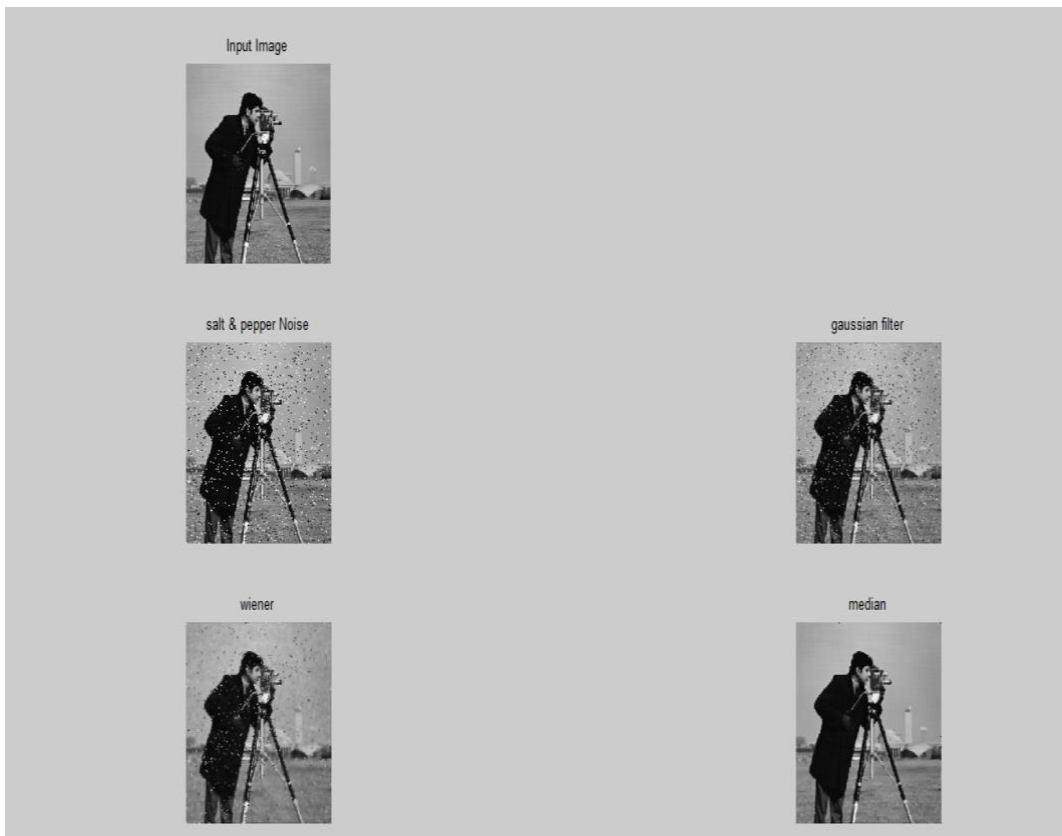 Input Image
salt & pepper Noise
gaussian filter
wiener
median